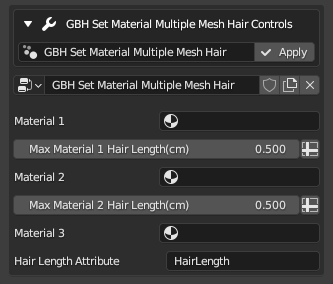 GBH Set Material Multiple Mesh Hair Controls
GBH Set Material Multiple Mesh Hair Apply
GBH Set Material Multiple Mesh Hair
Material 1
Max Material 1 Hair Length(cm) 0.500
Material 2
Max Material 2 Hair Length(cm) 0.500
Material 3
Hair Length Attribute HairLength